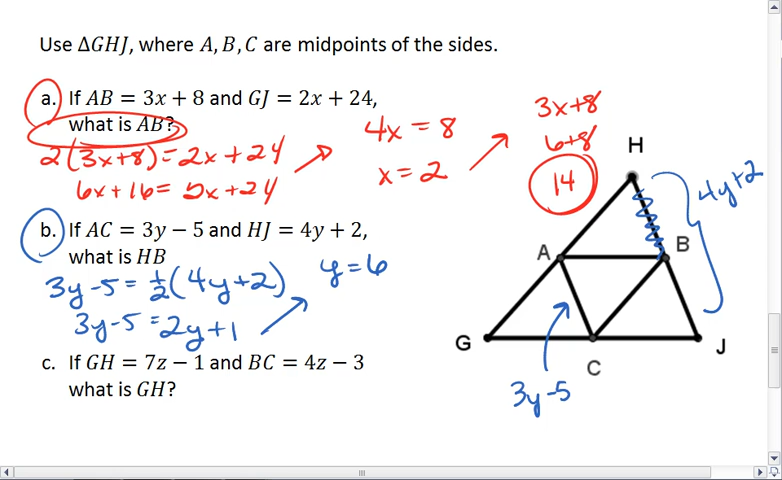 Use ΔGHJ, where A, B, C are midpoints of the sides.
a. If AB = 3x + 8 and GJ = 2x + 24,
what is AB?
2(3x+8)=2x+24
6x+16= 2x+24
4x = 8
x = 2
3x+8
6+8
14
b. If AC = 3y − 5 and HJ = 4y + 2,
what is HB
3y-5 = 1/2(4y+2)
3y-5 = 2y+1
y=6
c. If GH = 7z − 1 and BC = 4z − 3
what is GH?
H
4y+2
A
B
G
C
J
3y-5